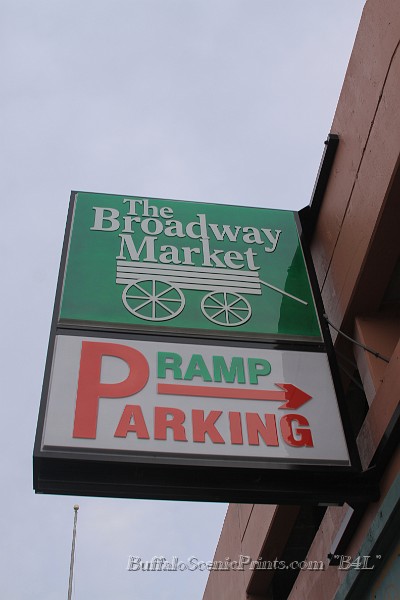 The
Broadway
Market
RAMP
PARKING
BuffaloScenicPrints.com "B4L"